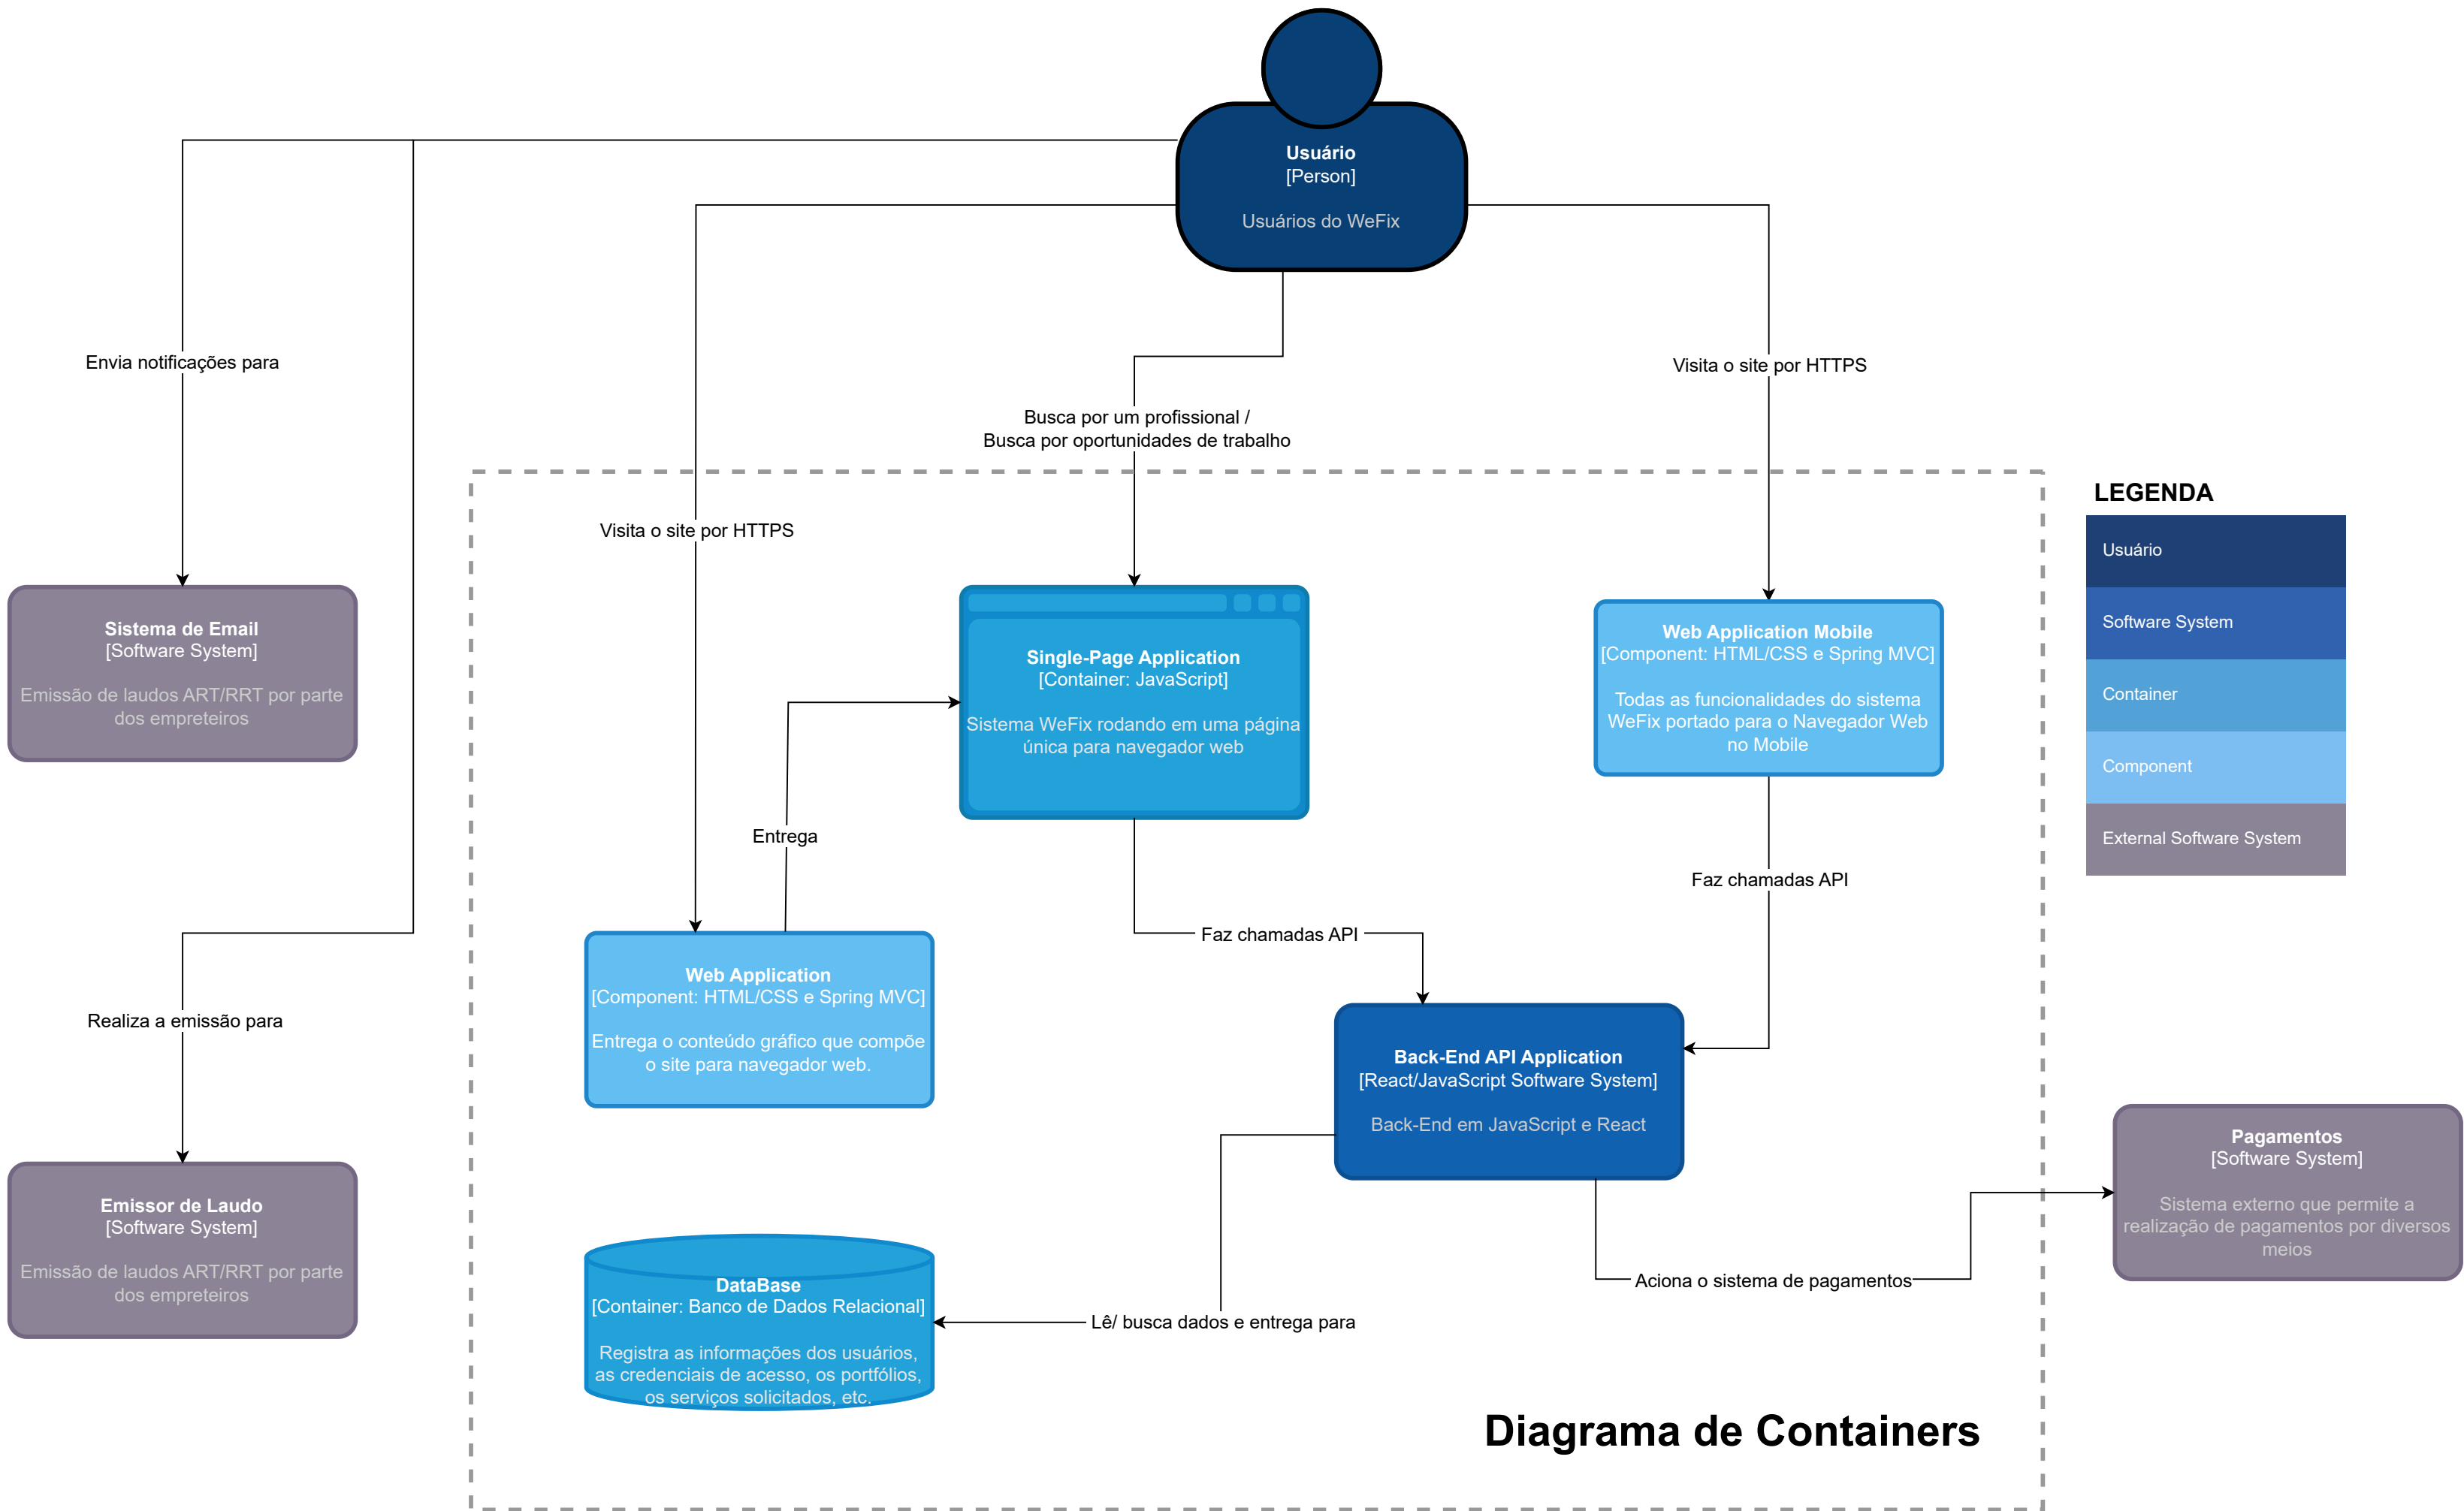 Usuário
[Person]
Usuários do WeFix
Envia notificações para
Visita o site por HTTPS
Busca por um profissional /
Busca por oportunidades de trabalho
LEGENDA
Usuário
Software System
Container
Component
External Software System
Visita o site por HTTPS
Sistema de Email
[Software System]
Emissão de laudos ART/RRT por parte
dos empreteiros
Single-Page Application
[Container: JavaScript]
Sistema WeFix rodando em uma página
única para navegador web
Web Application Mobile
[Component: HTML/CSS e Spring MVC]
Todas as funcionalidades do sistema
WeFix portado para o Navegador Web
no Mobile
Entrega
Faz chamadas API
Faz chamadas API
Web Application
[Component: HTML/CSS e Spring MVC]
Entrega o conteúdo gráfico que compõe
o site para navegador web.
Realiza a emissão para
Back-End API Application
[React/JavaScript Software System]
Back-End em JavaScript e React
Pagamentos
[Software System]
Sistema externo que permite a
realização de pagamentos por diversos
meios
Emissor de Laudo
[Software System]
Emissão de laudos ART/RRT por parte
dos empreteiros
DataBase
[Container: Banco de Dados Relacional]
Registra as informações dos usuários,
as credenciais de acesso, os portfólios,
os serviços solicitados, etc.
Lê/ busca dados e entrega para
Aciona o sistema de pagamentos
Diagrama de Containers